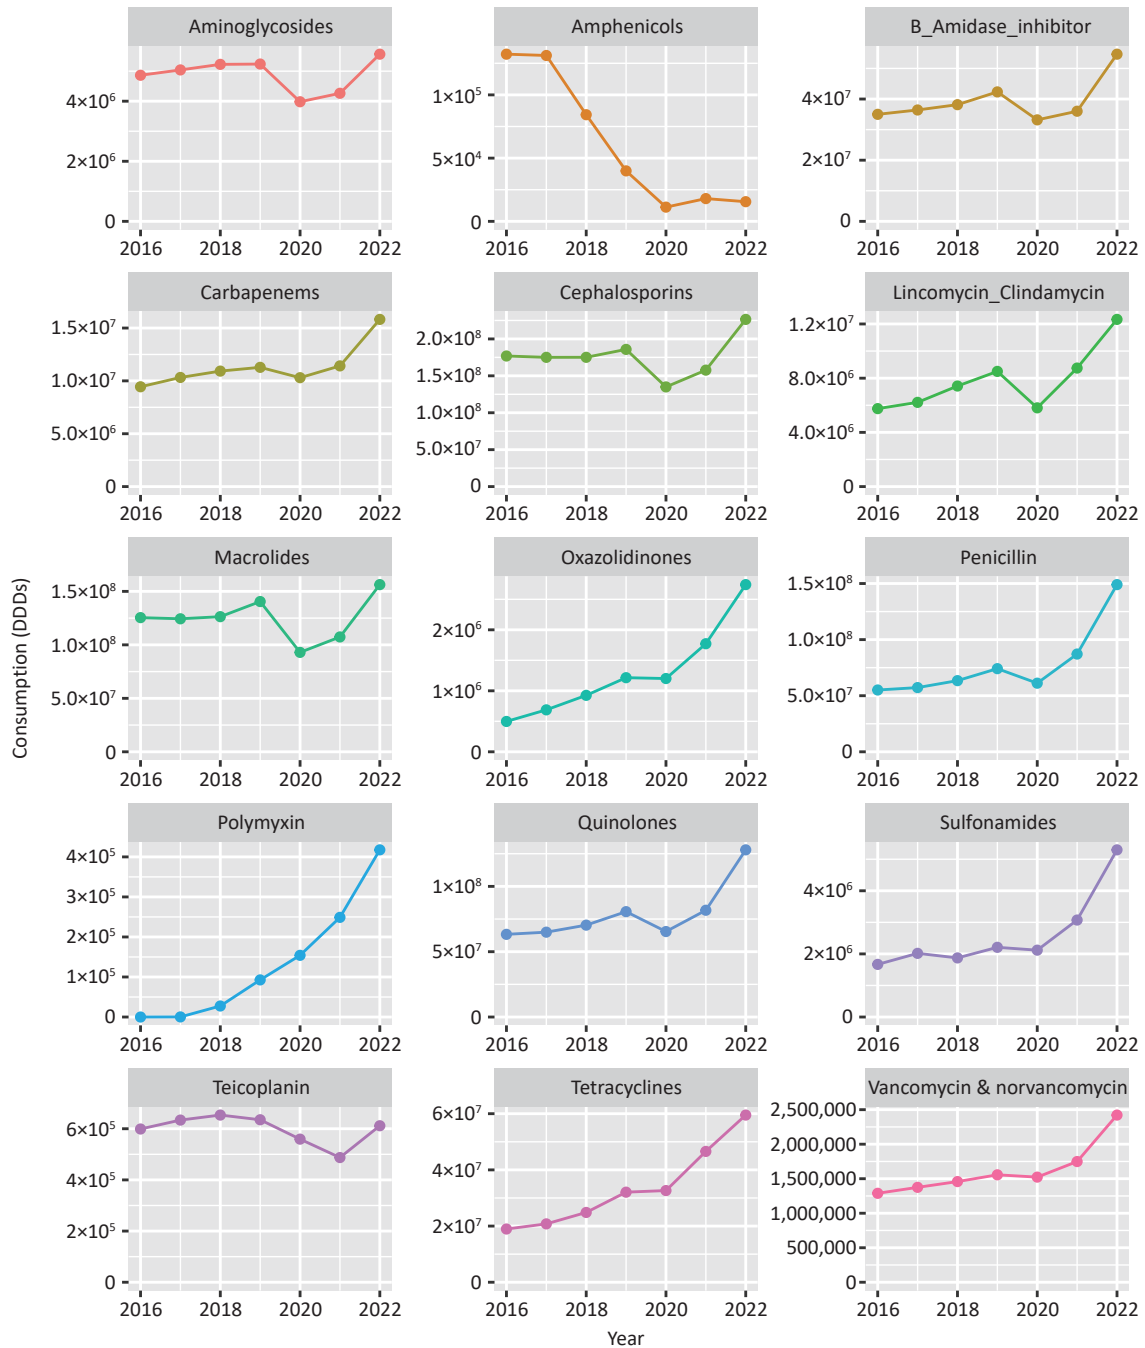 Aminoglycosides
4×10⁶
2×10⁶
0
2016 2018 2020 2022
Amphenicols
1×10⁵
5×10⁴
0
2016 2018 2020 2022
B_Amidase_inhibitor
4×10⁷
2×10⁷
0
2016 2018 2020 2022
Carbapenems
1.5×10⁷
1.0×10⁷
5.0×10⁶
0
2016 2018 2020 2022
Cephalosporins
2.0×10⁸
1.5×10⁸
1.0×10⁸
5.0×10⁷
0
2016 2018 2020 2022
Lincomycin_Clindamycin
1.2×10⁷
8.0×10⁶
4.0×10⁶
0
2016 2018 2020 2022
Consumption (DDDs)
Macrolides
1.5×10⁸
1.0×10⁸
5.0×10⁷
0
2016 2018 2020 2022
Oxazolidinones
2×10⁶
1×10⁶
0
2016 2018 2020 2022
Penicillin
1.5×10⁸
1.0×10⁸
5.0×10⁷
0
2016 2018 2020 2022
Polymyxin
4×10⁵
3×10⁵
2×10⁵
1×10⁵
0
2016 2018 2020 2022
Quinolones
1×10⁸
5×10⁷
0
2016 2018 2020 2022
Sulfonamides
4×10⁶
2×10⁶
0
2016 2018 2020 2022
Teicoplanin
6×10⁵
4×10⁵
2×10⁵
0
2016 2018 2020 2022
Tetracyclines
6×10⁷
4×10⁷
2×10⁷
0
2016 2018 2020 2022
Vancomycin & norvancomycin
2,500,000
2,000,000
1,500,000
1,000,000
500,000
0
2016 2018 2020 2022
Year